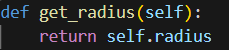 def get_radius(self):
    return self.radius